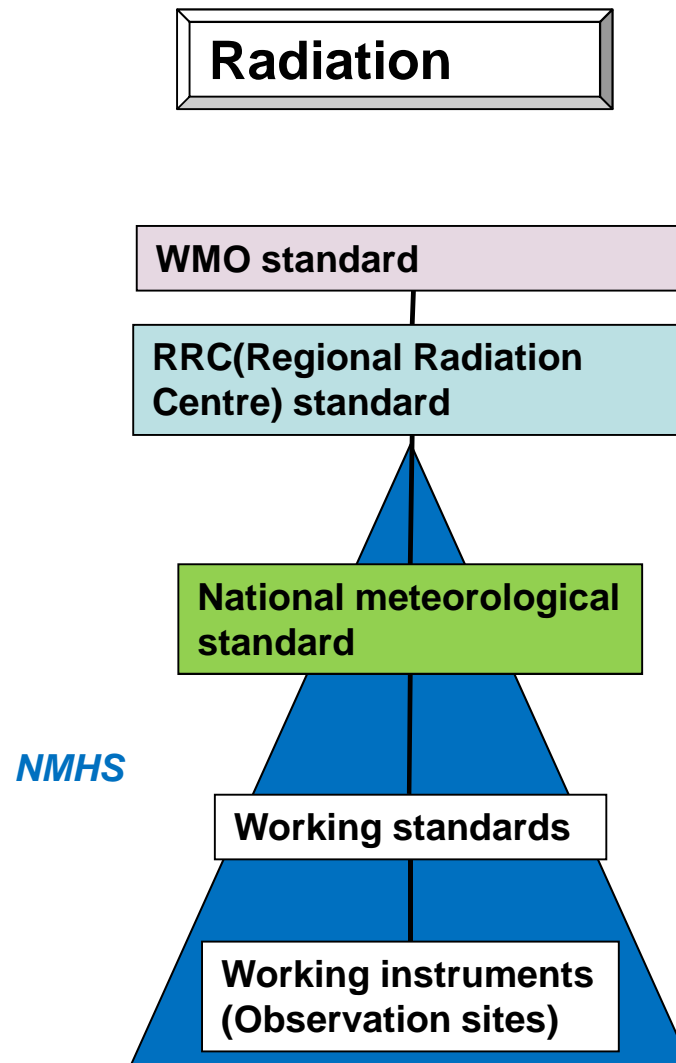 Radiation
WMO standard
RRC(Regional Radiation
Centre) standard
National meteorological
standard
NMHS
Working standards
Working instruments
(Observation sites)